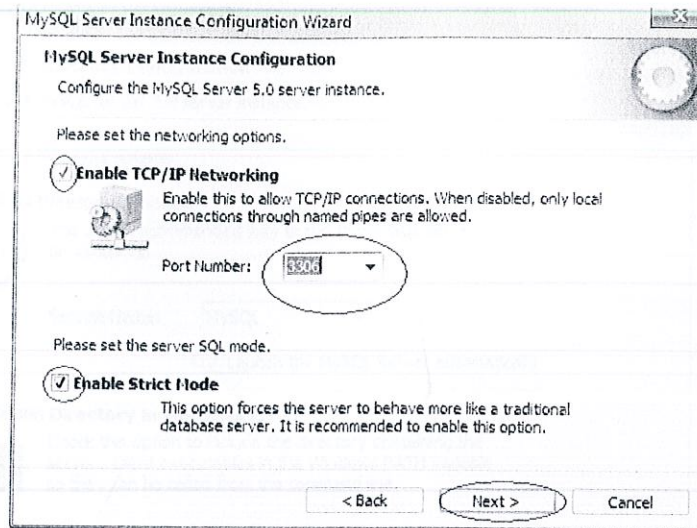 MySQL Server Instance Configuration Wizard
MySQL Server Instance Configuration
Configure the MySQL Server 5.0 server instance.
Please set the networking options.
Enable TCP/IP Networking
Enable this to allow TCP/IP connections. When disabled, only local
connections through named pipes are allowed.
Port Number: 3306
Please set the server SQL mode.
Enable Strict Mode
This option forces the server to behave more like a traditional
database server. It is recommended to enable this option.
< Back Next > Cancel